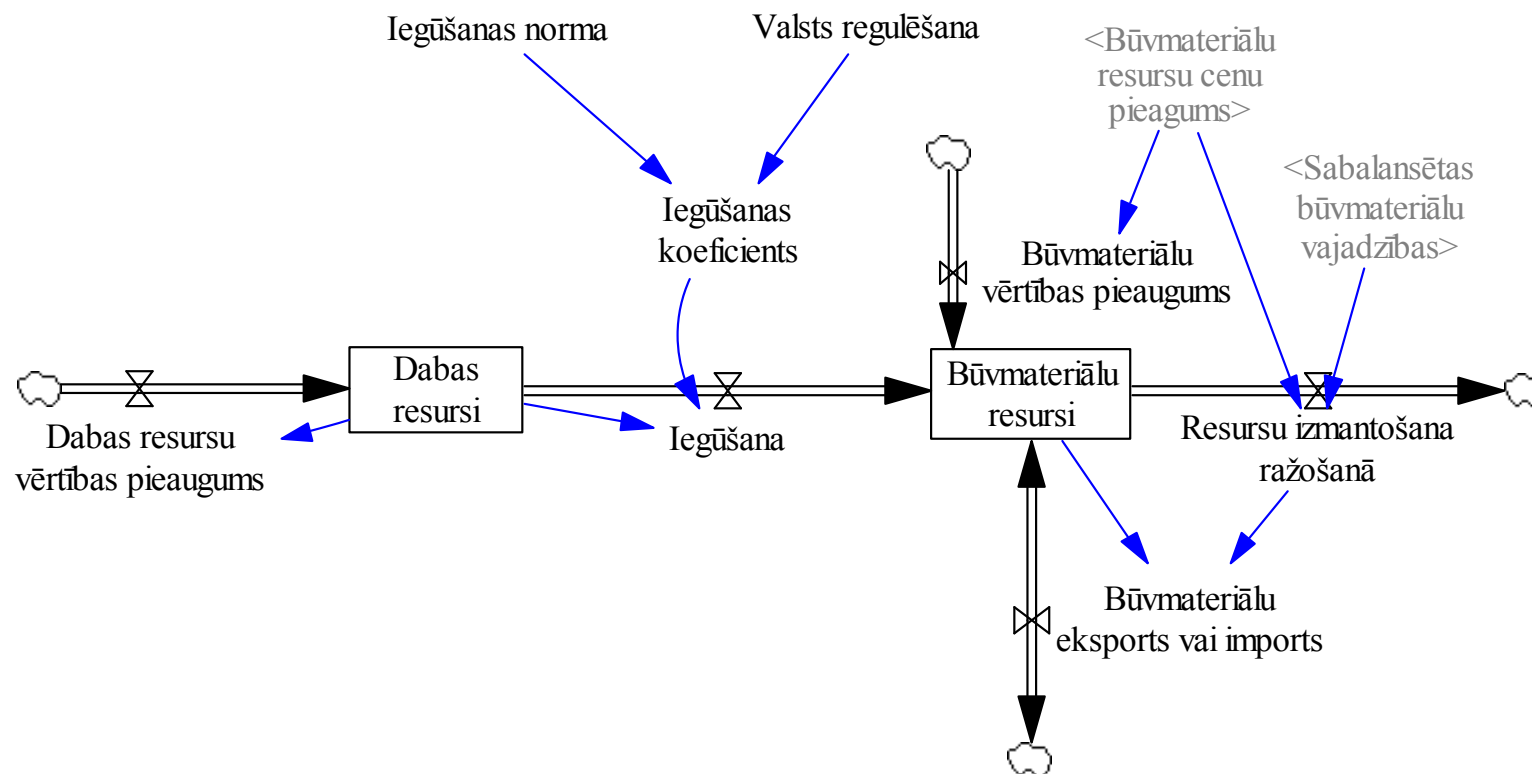 Iegūšanas norma
Valsts regulēšana
<Būvmateriālu
resursu cenu
pieagums>
<Sabalansētas
būvmateriālu
vajadzības>
Iegūšanas
koeficients
Būvmateriālu
vērtības pieaugums
Dabas
resursi
Būvmateriālu
resursi
Dabas resursu
vērtības pieaugums
Iegūšana
Resursu izmantošana
ražošanā
Būvmateriālu
eksports vai imports